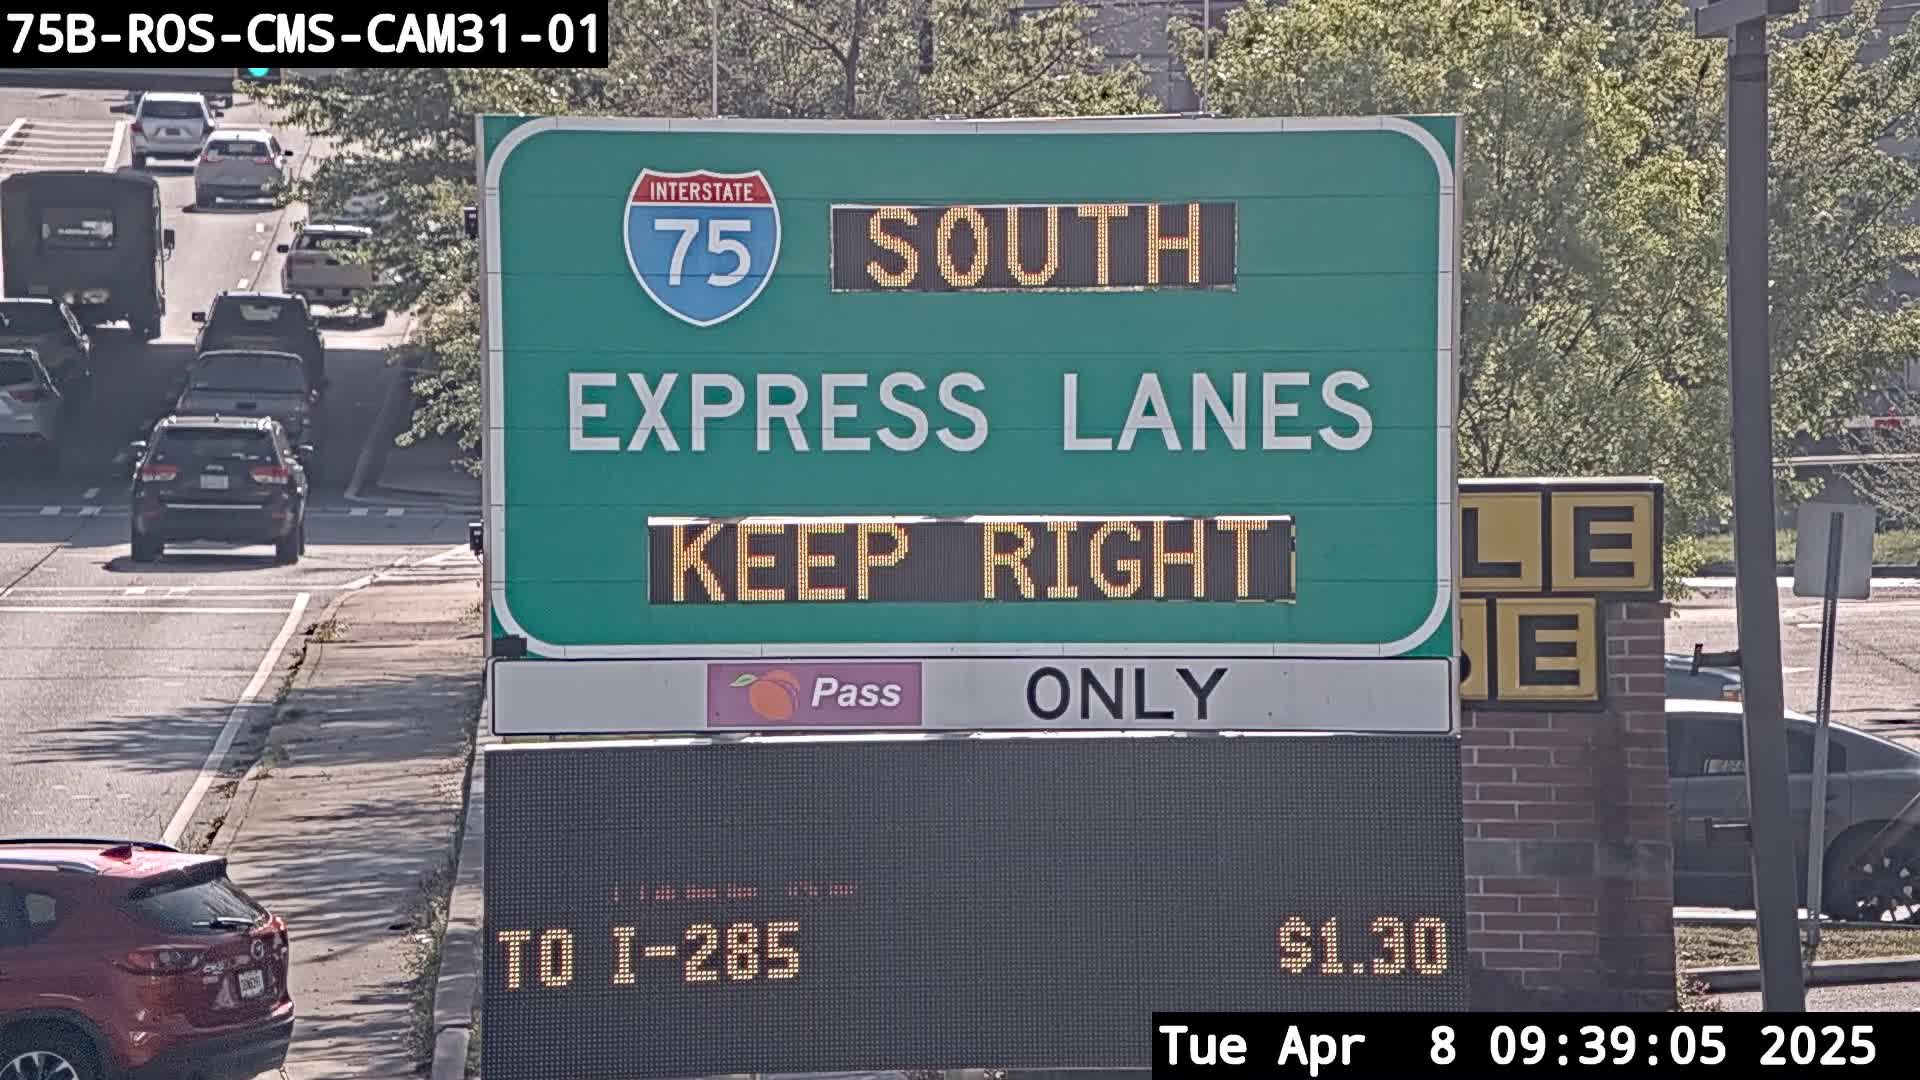 75B-ROS-CMS-CAM31-01
INTERSTATE
75
SOUTH
EXPRESS LANES
KEEP RIGHT
Pass ONLY
TO I-285 $1.30
LE
E
Tue Apr 8 09:39:05 2025